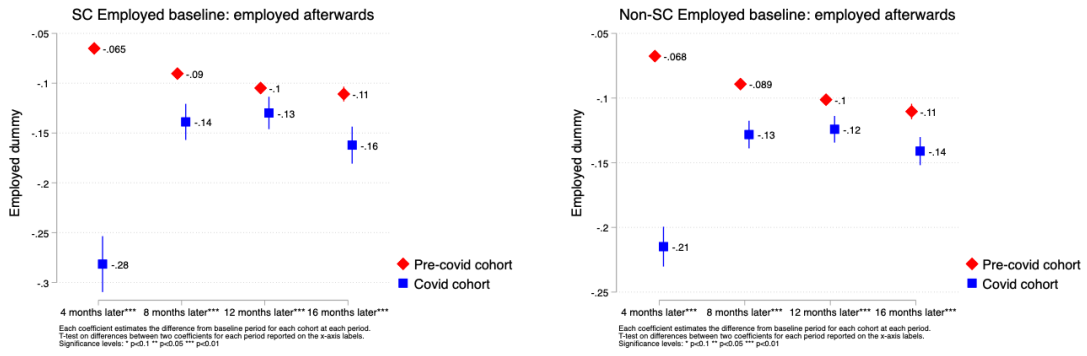 SC Employed baseline: employed afterwards
-.05
-.1
-.15
-.2
-.25
-.3
Employed dummy
-.065
-.09
-.1
-.11
-.28
-.14
-.13
-.16
4 months later*** 8 months later*** 12 months later*** 16 months later***
Pre-covid cohort
Covid cohort
Each coefficient estimates the difference from baseline period for each cohort at each period.
T-test on differences between two coefficients for each period reported on the x-axis labels.
Significance levels: * p<0.1 ** p<0.05 *** p<0.01
Non-SC Employed baseline: employed afterwards
-.05
-.1
-.15
-.2
-.25
Employed dummy
-.068
-.089
-.1
-.11
-.21
-.13
-.12
-.14
4 months later*** 8 months later*** 12 months later*** 16 months later***
Pre-covid cohort
Covid cohort
Each coefficient estimates the difference from baseline period for each cohort at each period.
T-test on differences between two coefficients for each period reported on the x-axis labels.
Significance levels: * p<0.1 ** p<0.05 *** p<0.01